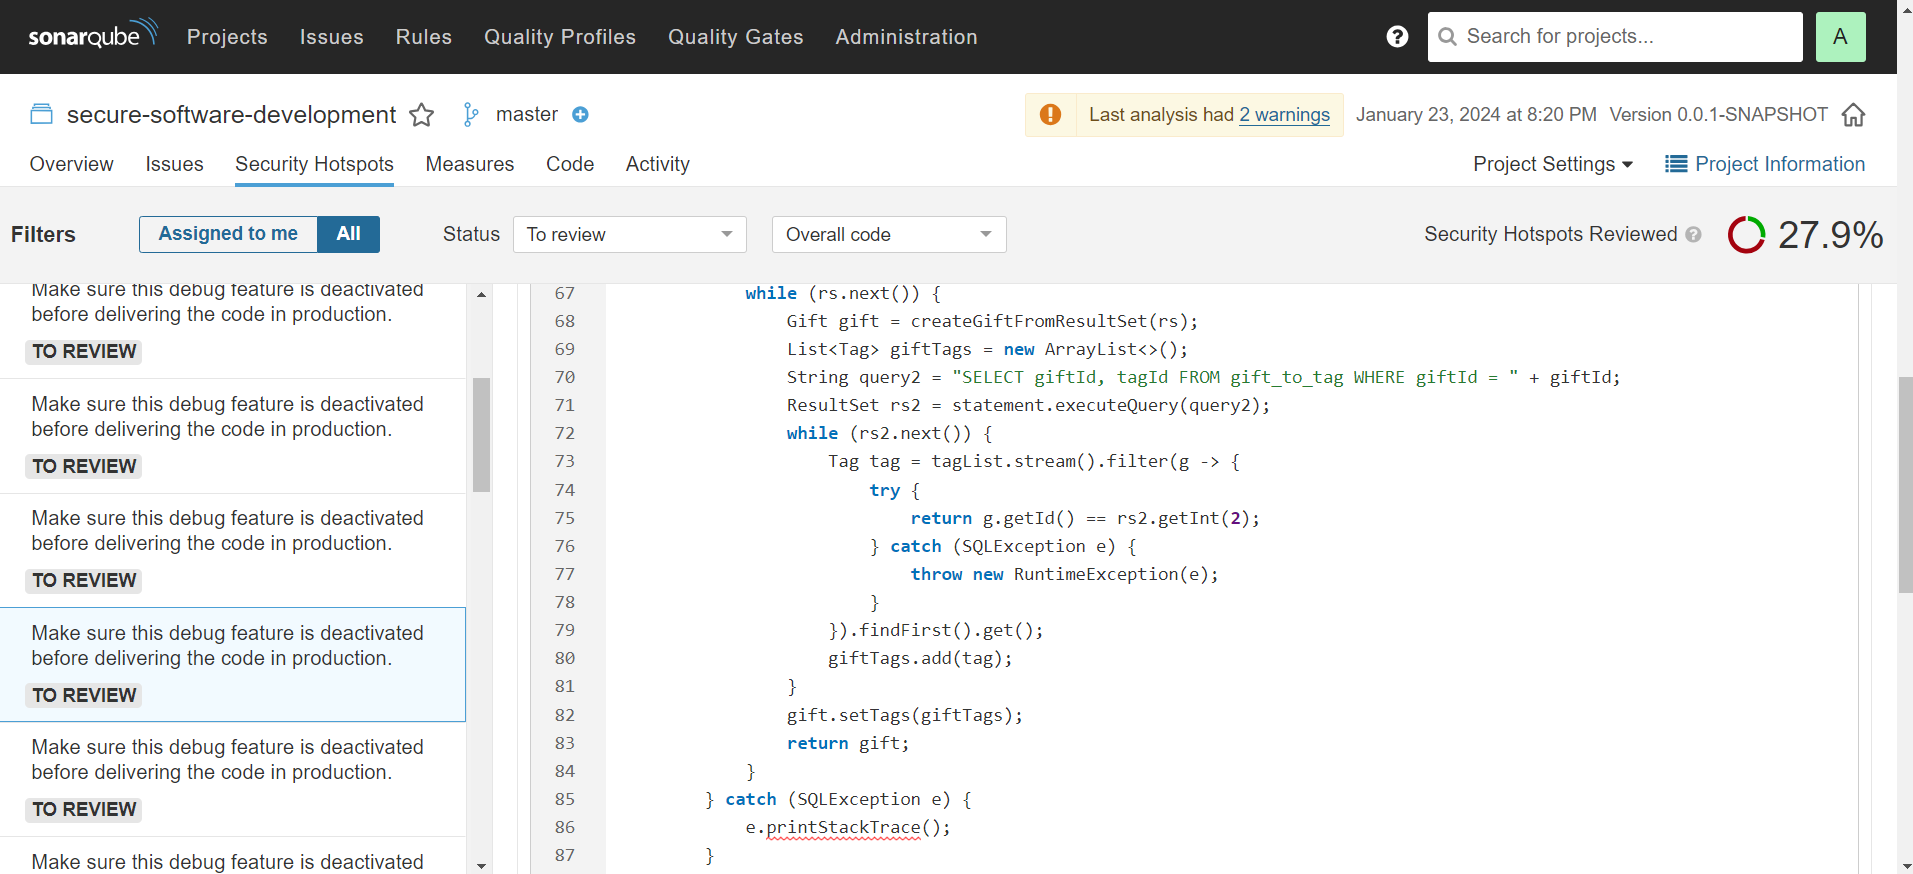 sonarqube Projects Issues Rules Quality Profiles Quality Gates Administration ? Search for projects... A
secure-software-development master Last analysis had 2 warnings January 23, 2024 at 8:20 PM Version 0.0.1-SNAPSHOT
Overview Issues Security Hotspots Measures Code Activity Project Settings Project Information
Filters Assigned to me All Status To review Overall code Security Hotspots Reviewed ? 27.9%
Make sure this debug feature is deactivated
before delivering the code in production.
TO REVIEW
Make sure this debug feature is deactivated
before delivering the code in production.
TO REVIEW
Make sure this debug feature is deactivated
before delivering the code in production.
TO REVIEW
Make sure this debug feature is deactivated
before delivering the code in production.
TO REVIEW
Make sure this debug feature is deactivated
before delivering the code in production.
TO REVIEW
Make sure this debug feature is deactivated
67 while (rs.next()) {
68 Gift gift = createGiftFromResultSet(rs);
69 List<Tag> giftTags = new ArrayList<>();
70 String query2 = "SELECT giftId, tagId FROM gift_to_tag WHERE giftId = " + giftId;
71 ResultSet rs2 = statement.executeQuery(query2);
72 while (rs2.next()) {
73 Tag tag = tagList.stream().filter(g -> {
74 try {
75 return g.getId() == rs2.getInt(2);
76 } catch (SQLException e) {
77 throw new RuntimeException(e);
78 }
79 }).findFirst().get();
80 giftTags.add(tag);
81 }
82 gift.setTags(giftTags);
83 return gift;
84 }
85 } catch (SQLException e) {
86 e.printStackTrace();
87 }